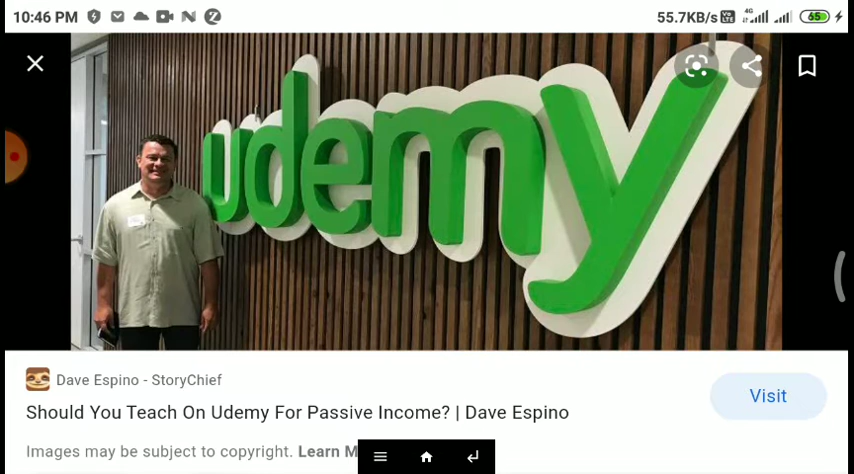 10:46 PM
55.7KB/s
4G
65
udemy
Dave Espino - StoryChief
Should You Teach On Udemy For Passive Income? | Dave Espino
Visit
Images may be subject to copyright. Learn M